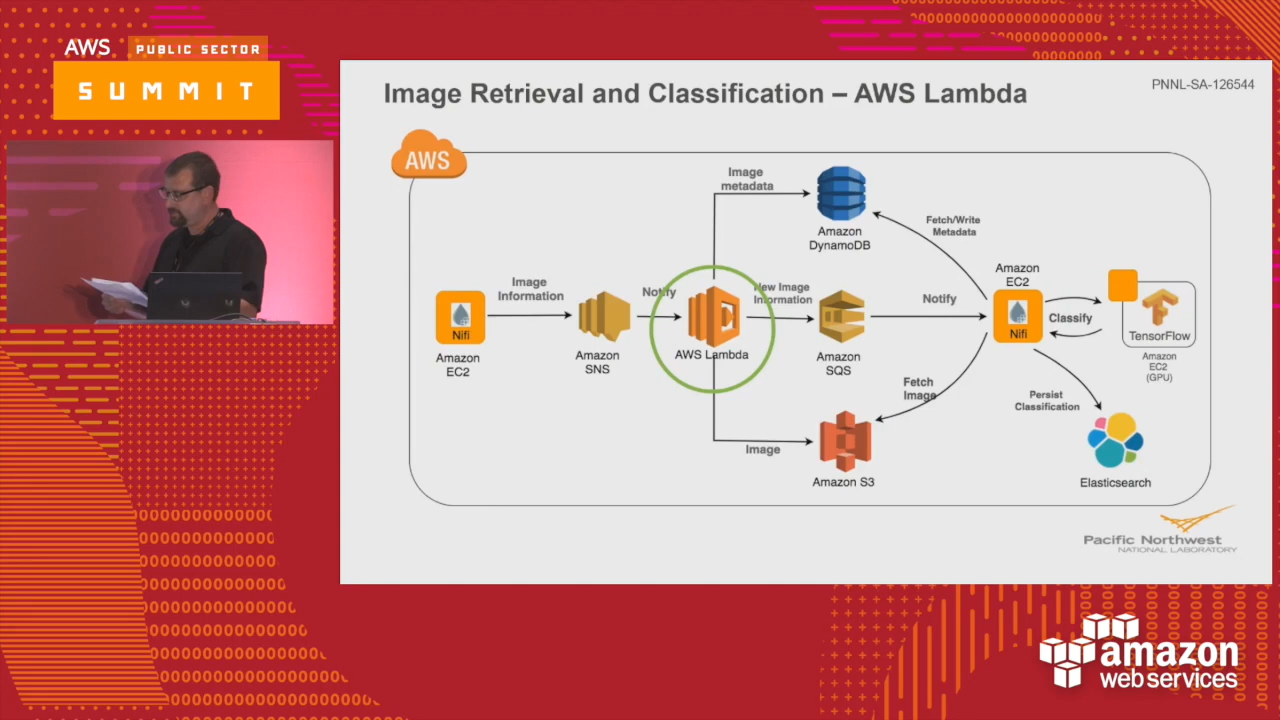 AWS PUBLIC SECTOR
SUMMIT
Image Retrieval and Classification – AWS Lambda
PNNL-SA-126544
AWS
Image
metadata
Amazon
DynamoDB
Fetch/Write
Metadata
Image
Information
Notify
New Image
Information
Notify
Amazon
EC2
Classify
TensorFlow
Nifi
Nifi
Amazon
EC2
Amazon
SNS
AWS Lambda
Amazon
SQS
Amazon
EC2
(GPU)
Fetch
Image
Persist
Classification
Image
Amazon S3
Elasticsearch
Pacific Northwest
NATIONAL LABORATORY
amazon
web services